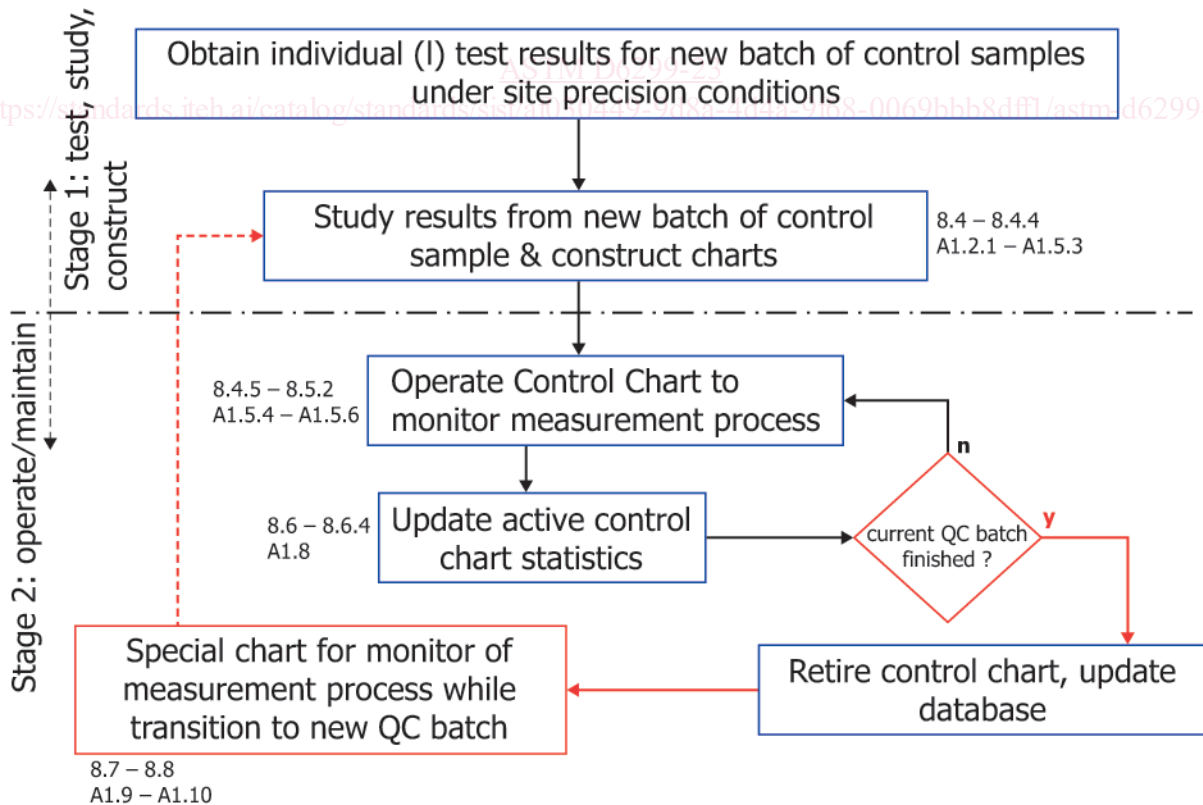 Stage 1: test, study,
construct
Obtain individual (I) test results for new batch of control samples
under site precision conditions
ASTM D6299-23
Study results from new batch of control
sample & construct charts
8.4 – 8.4.4
A1.2.1 – A1.5.3
Stage 2: operate/maintain
8.4.5 – 8.5.2
A1.5.4 – A1.5.6
Operate Control Chart to
monitor measurement process
n
8.6 – 8.6.4
A1.8
Update active control
chart statistics
current QC batch
finished ?
y
Special chart for monitor of
measurement process while
transition to new QC batch
Retire control chart, update
database
8.7 – 8.8
A1.9 – A1.10